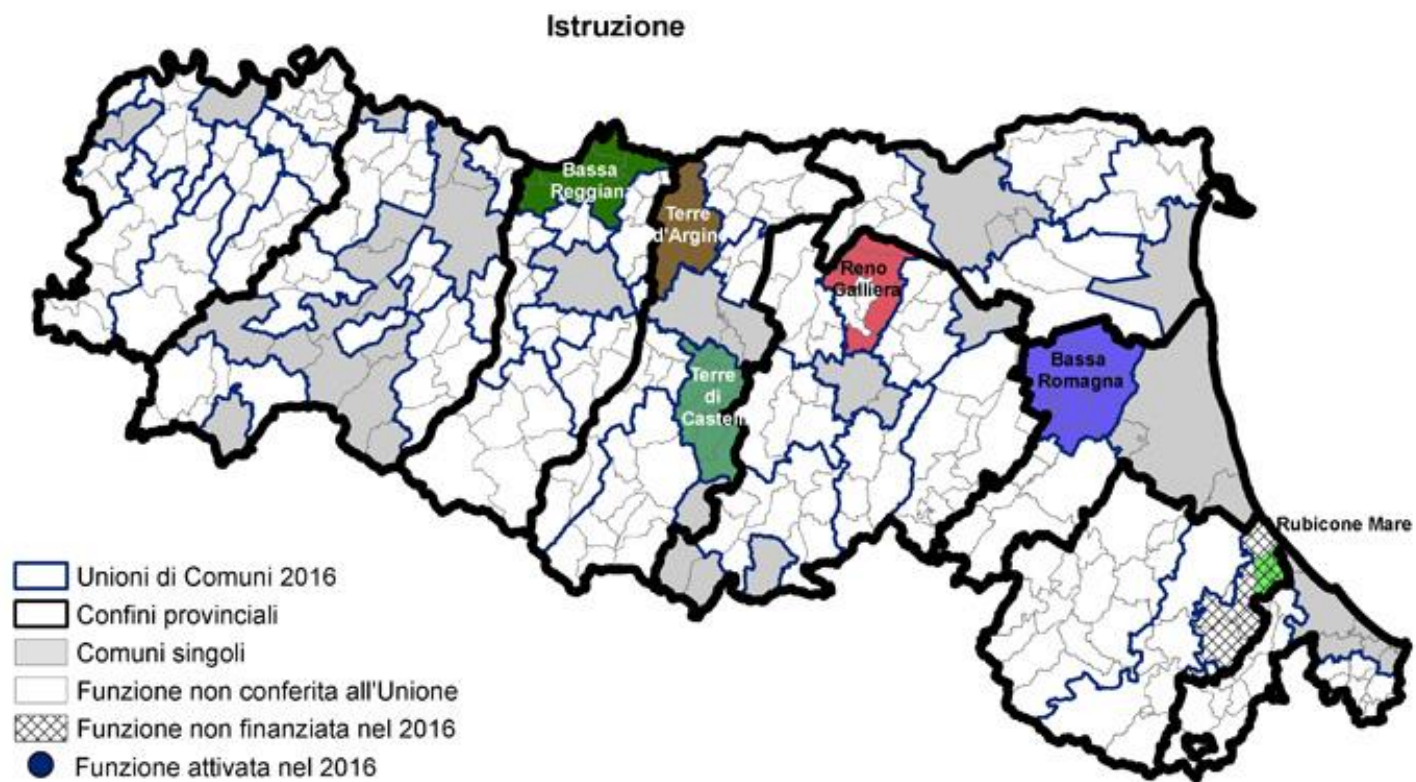 Istruzione
Bassa
Reggiana
Terre
d'Argine
Reno
Galliera
Bassa
Romagna
Terre
di
Castelli
Rubicone Mare
Unioni di Comuni 2016
Confini provinciali
Comuni singoli
Funzione non conferita all'Unione
Funzione non finanziata nel 2016
Funzione attivata nel 2016